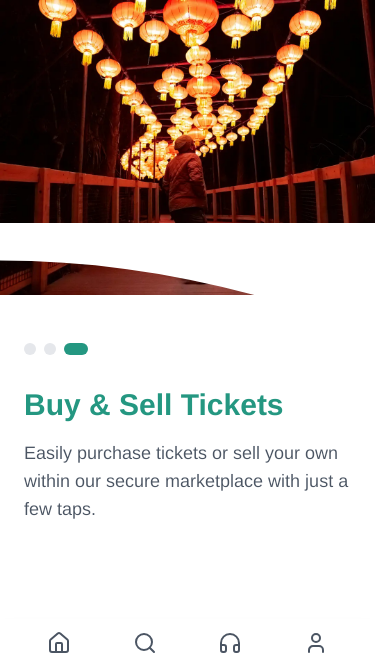 Buy & Sell Tickets
Easily purchase tickets or sell your own
within our secure marketplace with just a
few taps.